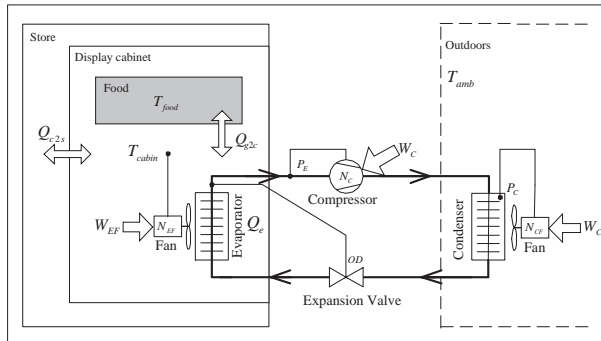 Store
Display cabinet
Outdoors
Food
T_food
T_amb
Q_c2s
Q_g2c
T_cabin
P_E
W_C
N_C
Compressor
P_C
W_EF
N_EF
Fan
Evaporator
Q_e
Condenser
N_CF
Fan
W_C
OD
Expansion Valve